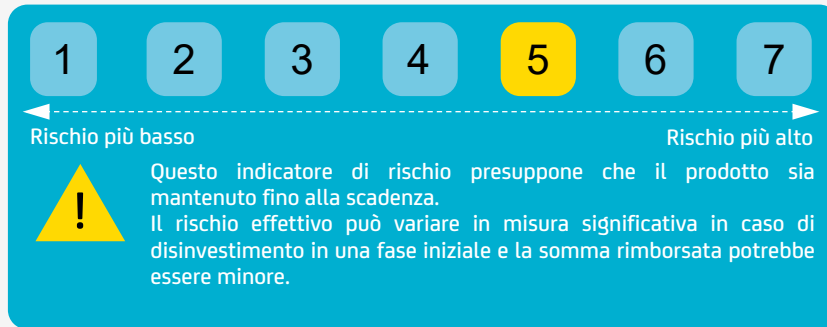 1 2 3 4 5 6 7
Rischio più basso Rischio più alto
!
Questo indicatore di rischio presuppone che il prodotto sia
mantenuto fino alla scadenza.
Il rischio effettivo può variare in misura significativa in caso di
disinvestimento in una fase iniziale e la somma rimborsata potrebbe
essere minore.